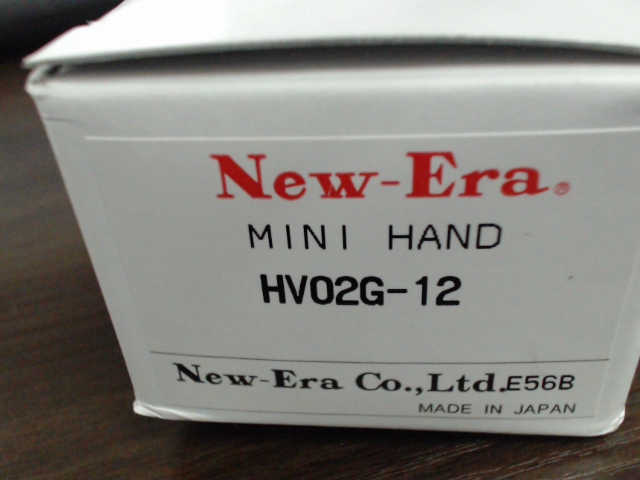 New-Era®
MINI HAND
HV02G-12
New-Era Co.,Ltd. E56B
MADE IN JAPAN